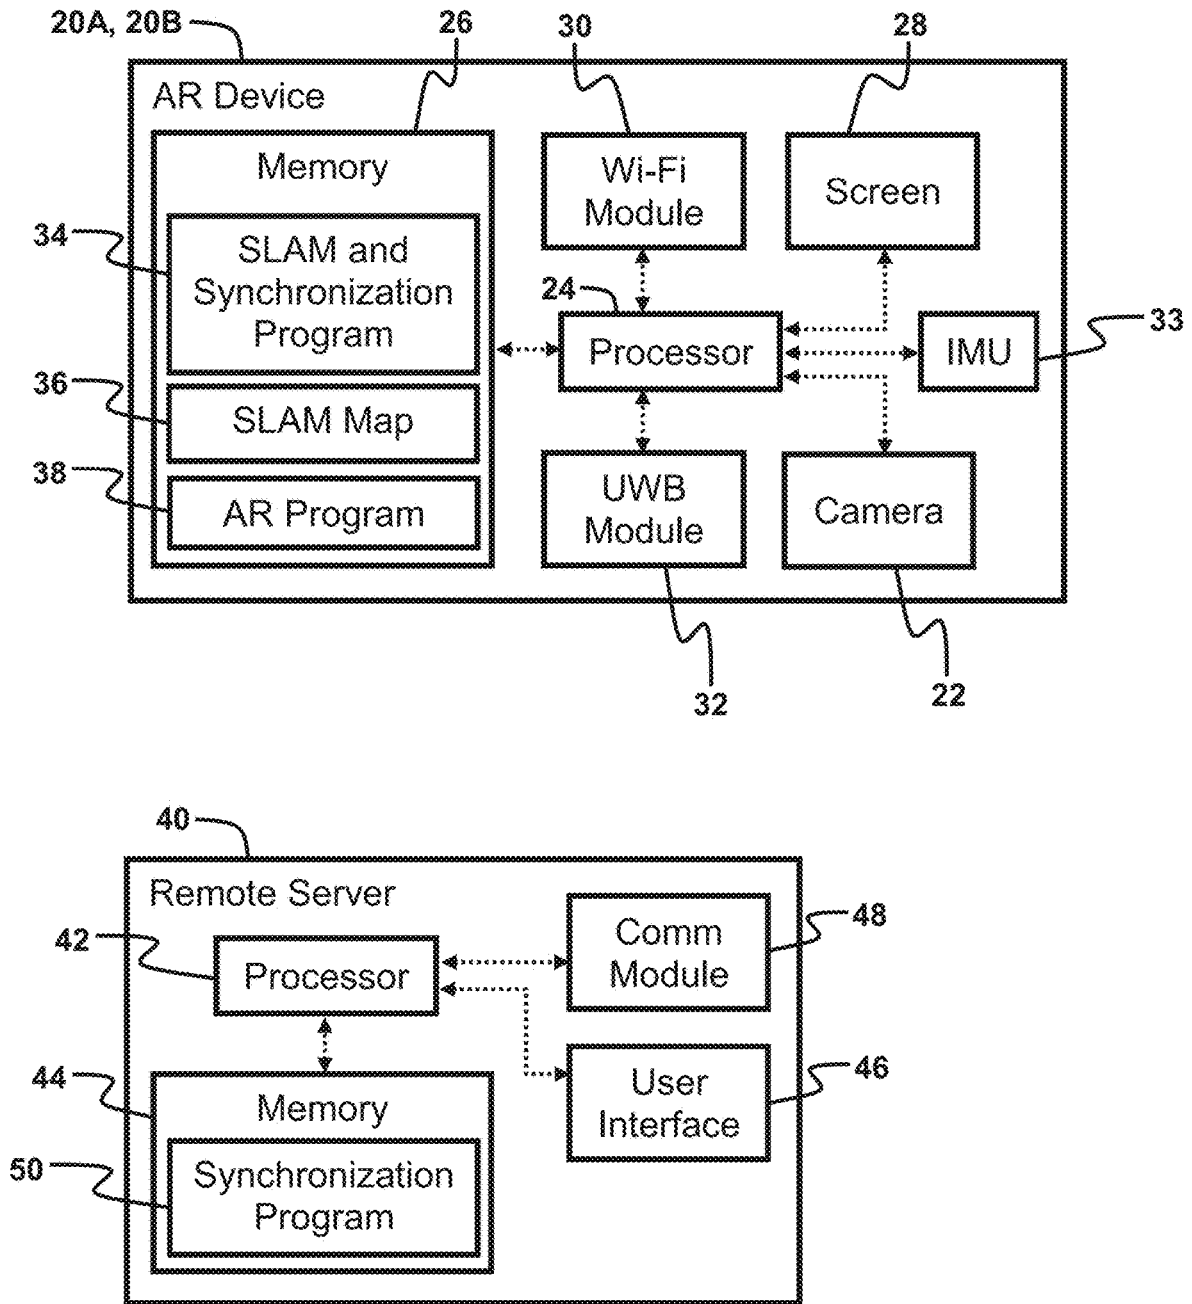 20A, 20B
26
30
28
AR Device
Memory
Wi-Fi
Module
Screen
34
SLAM and
Synchronization
Program
24
Processor
IMU
33
36
SLAM Map
38
AR Program
UWB
Module
Camera
32
22
40
Remote Server
42
Processor
Comm
Module
48
44
Memory
User
Interface
46
50
Synchronization
Program